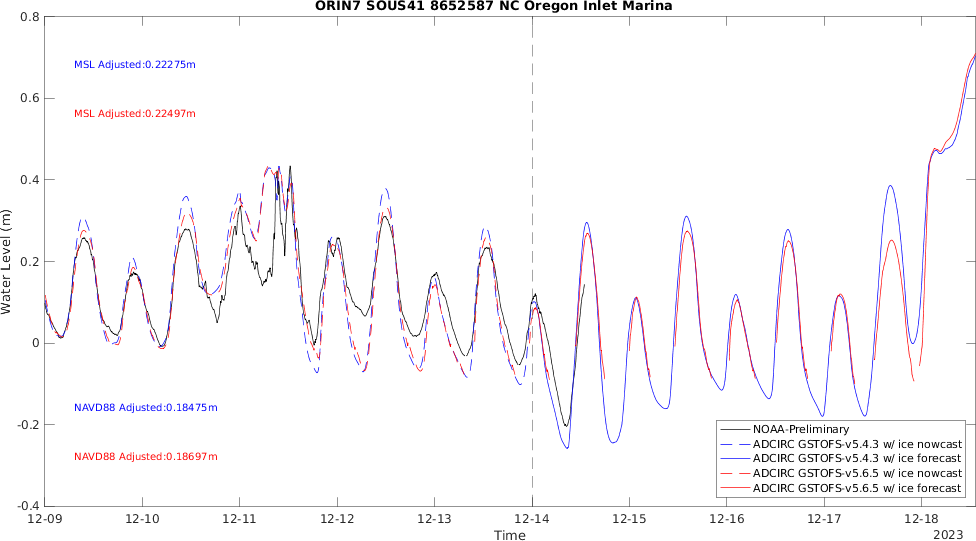 ORIN7 SOUS41 8652587 NC Oregon Inlet Marina
0.8
0.6
0.4
0.2
0
-0.2
-0.4
Water Level (m)
MSL Adjusted:0.22275m
MSL Adjusted:0.22497m
NAVD88 Adjusted:0.18475m
NAVD88 Adjusted:0.18697m
NOAA-Preliminary
ADCIRC GSTOFS-v5.4.3 w/ ice nowcast
ADCIRC GSTOFS-v5.4.3 w/ ice forecast
ADCIRC GSTOFS-v5.6.5 w/ ice nowcast
ADCIRC GSTOFS-v5.6.5 w/ ice forecast
12-09 12-10 12-11 12-12 12-13 12-14 12-15 12-16 12-17 12-18
Time
2023